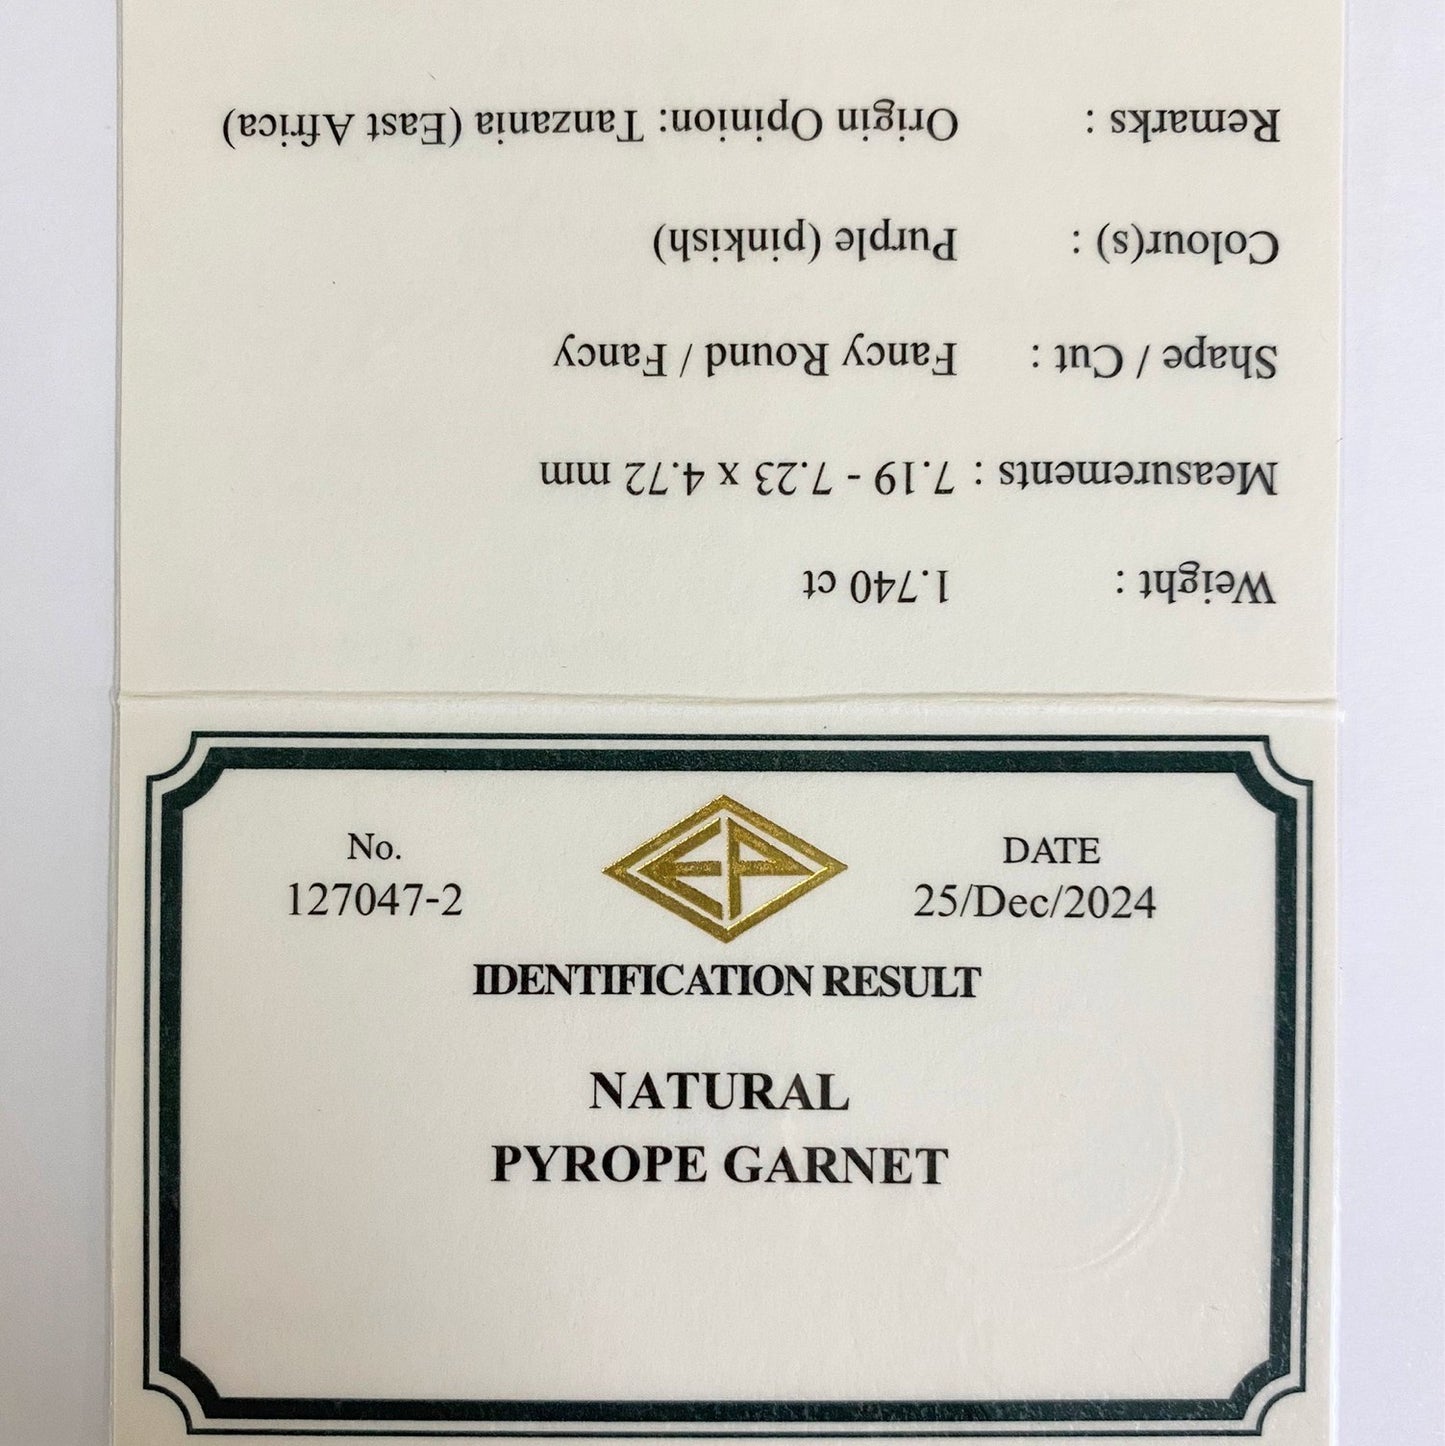 Weight : 1.740 ct
Measurements : 7.19 - 7.23 x 4.72 mm
Shape / Cut : Fancy Round / Fancy
Colour(s) : Purple (pinkish)
Remarks : Origin Opinion: Tanzania (East Africa)
No.
127047-2
EP
DATE
25/Dec/2024
IDENTIFICATION RESULT
NATURAL
PYROPE GARNET